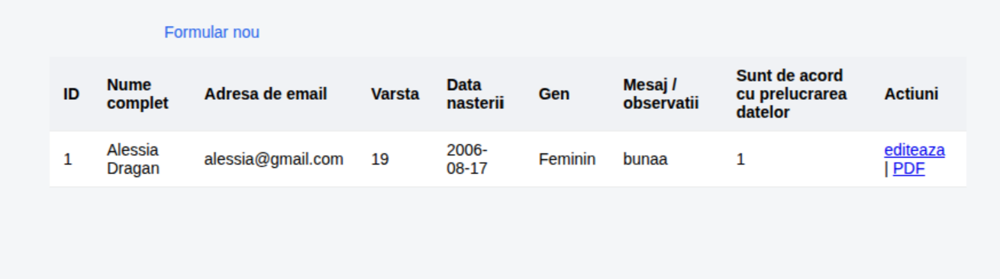 Formular nou
ID Nume complet Adresa de email Varsta Data nasterii Gen Mesaj / observatii Sunt de acord cu prelucrarea datelor Actiuni
1 Alessia Dragan alessia@gmail.com 19 2006-08-17 Feminin bunaa 1 editeaza | PDF